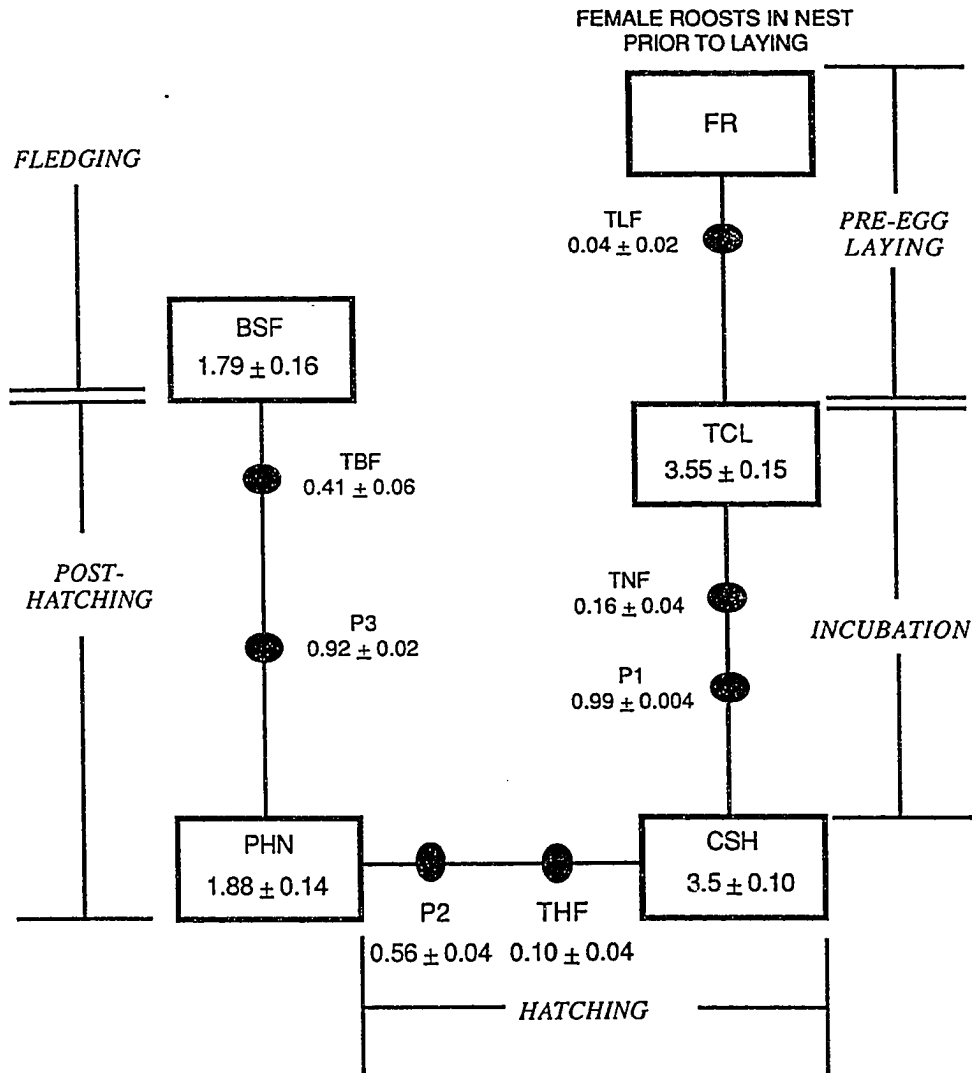 FEMALE ROOSTS IN NEST
PRIOR TO LAYING
FR
TLF
0.04 ± 0.02
PRE-EGG
LAYING
FLEDGING
BSF
1.79 ± 0.16
TCL
3.55 ± 0.15
TBF
0.41 ± 0.06
TNF
0.16 ± 0.04
POST-
HATCHING
P3
0.92 ± 0.02
INCUBATION
P1
0.99 ± 0.004
PHN
1.88 ± 0.14
CSH
3.5 ± 0.10
P2
0.56 ± 0.04
THF
0.10 ± 0.04
HATCHING